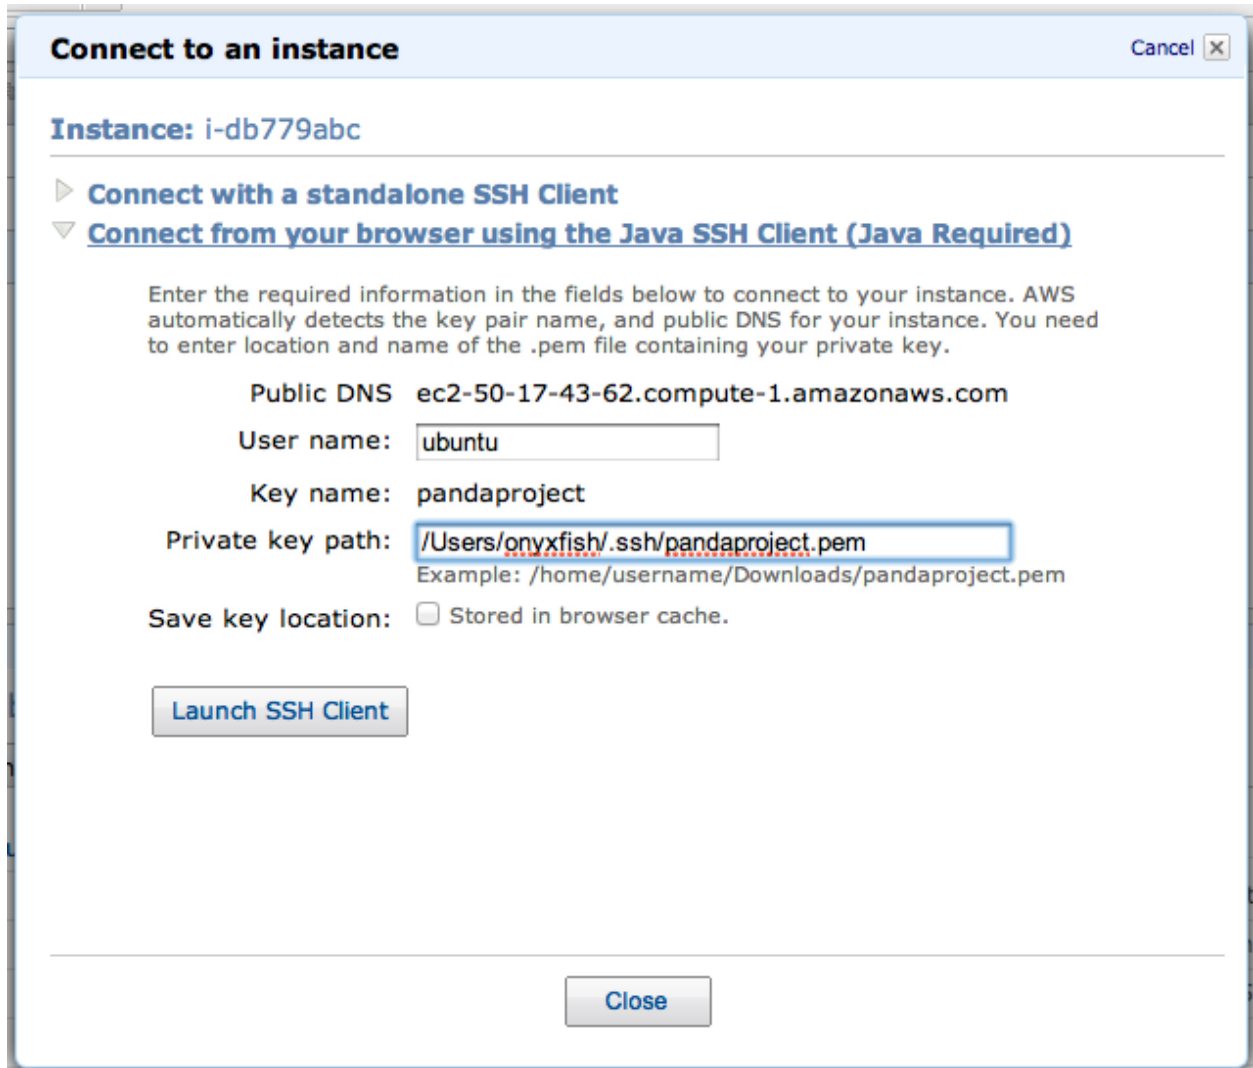 Connect to an instance
Cancel
Instance: i-db779abc
Connect with a standalone SSH Client
Connect from your browser using the Java SSH Client (Java Required)
Enter the required information in the fields below to connect to your instance. AWS
automatically detects the key pair name, and public DNS for your instance. You need
to enter location and name of the .pem file containing your private key.
Public DNS ec2-50-17-43-62.compute-1.amazonaws.com
User name: ubuntu
Key name: pandaproject
Private key path: /Users/onyxfish/.ssh/pandaproject.pem
Example: /home/username/Downloads/pandaproject.pem
Save key location: Stored in browser cache.
Launch SSH Client
Close